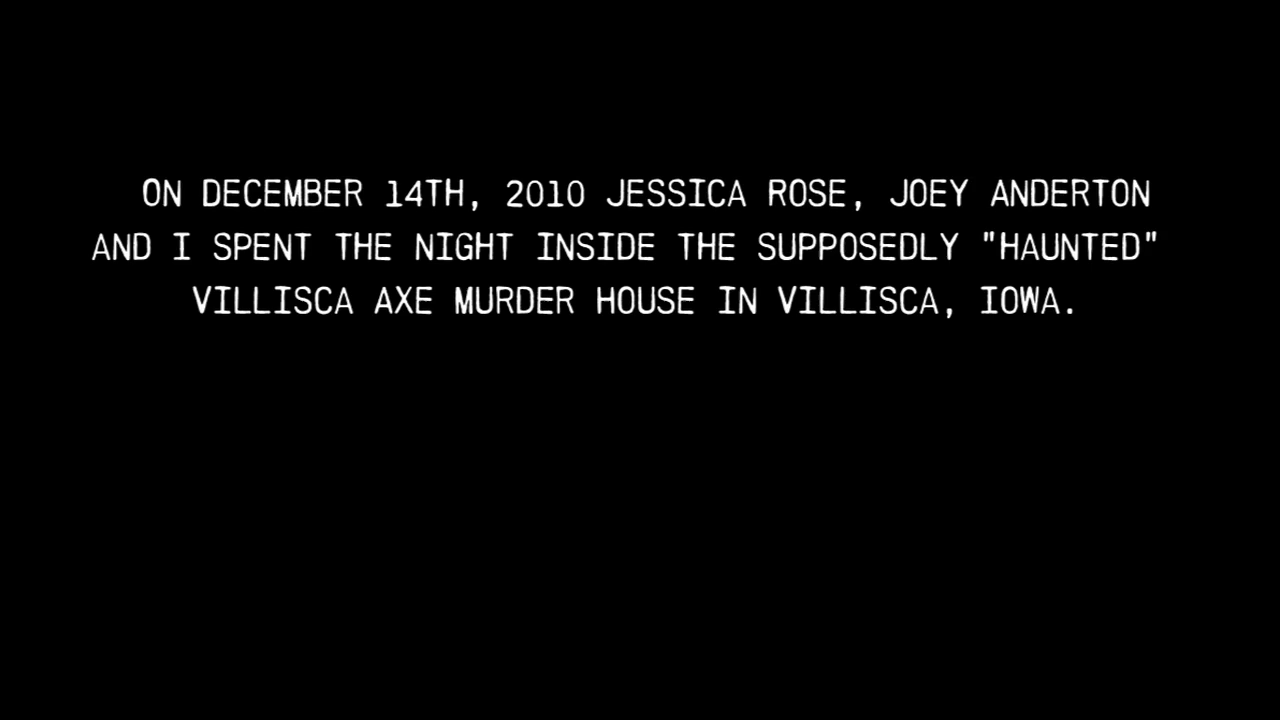 ON DECEMBER 14TH, 2010 JESSICA ROSE, JOEY ANDERTON
AND I SPENT THE NIGHT INSIDE THE SUPPOSEDLY "HAUNTED"
VILLISCA AXE MURDER HOUSE IN VILLISCA, IOWA.